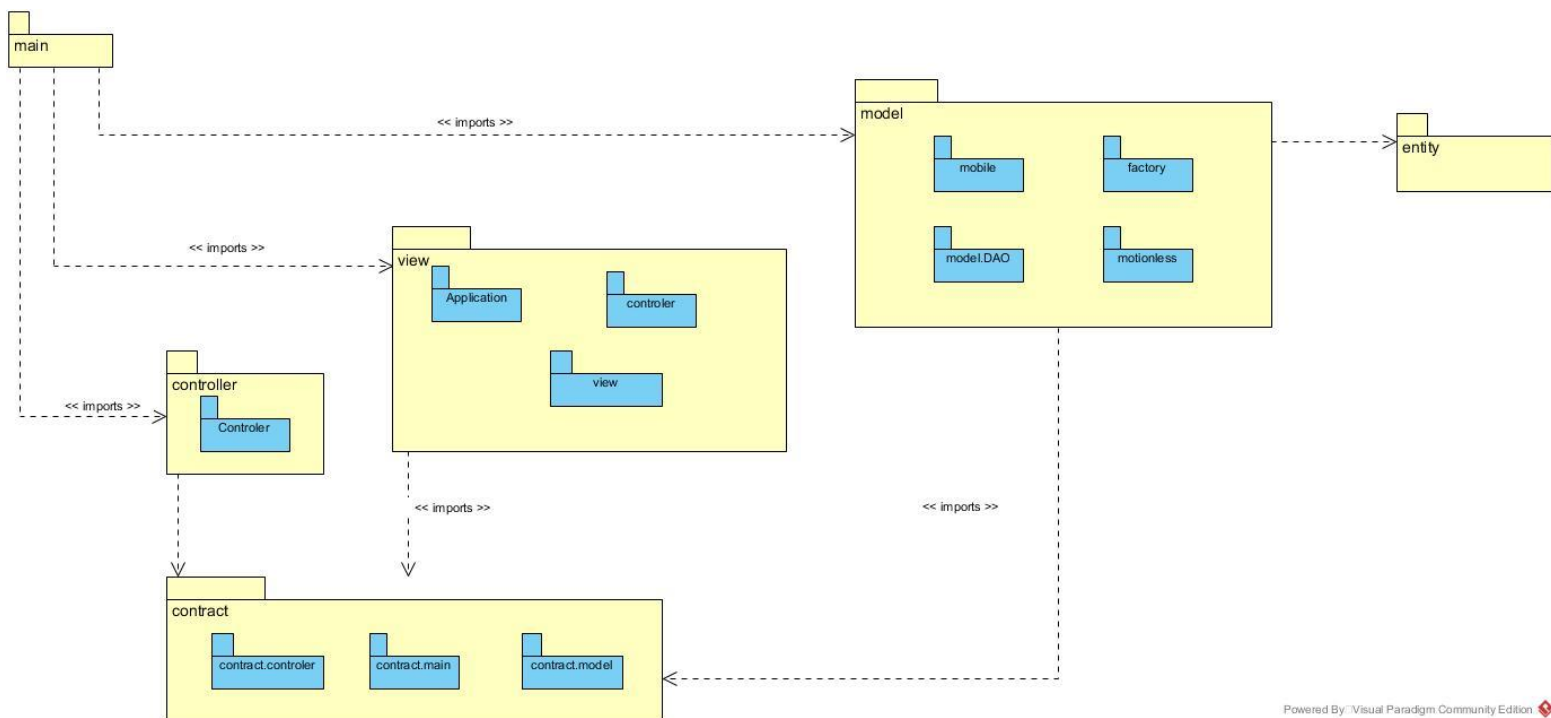 main
<< imports >>
model
mobile
factory
entity
model.DAO
motionless
<< imports >>
view
Application
controler
view
controller
<< imports >>
Controler
<< imports >>
<< imports >>
contract
contract.controler
contract.main
contract.model
Powered By Visual Paradigm Community Edition